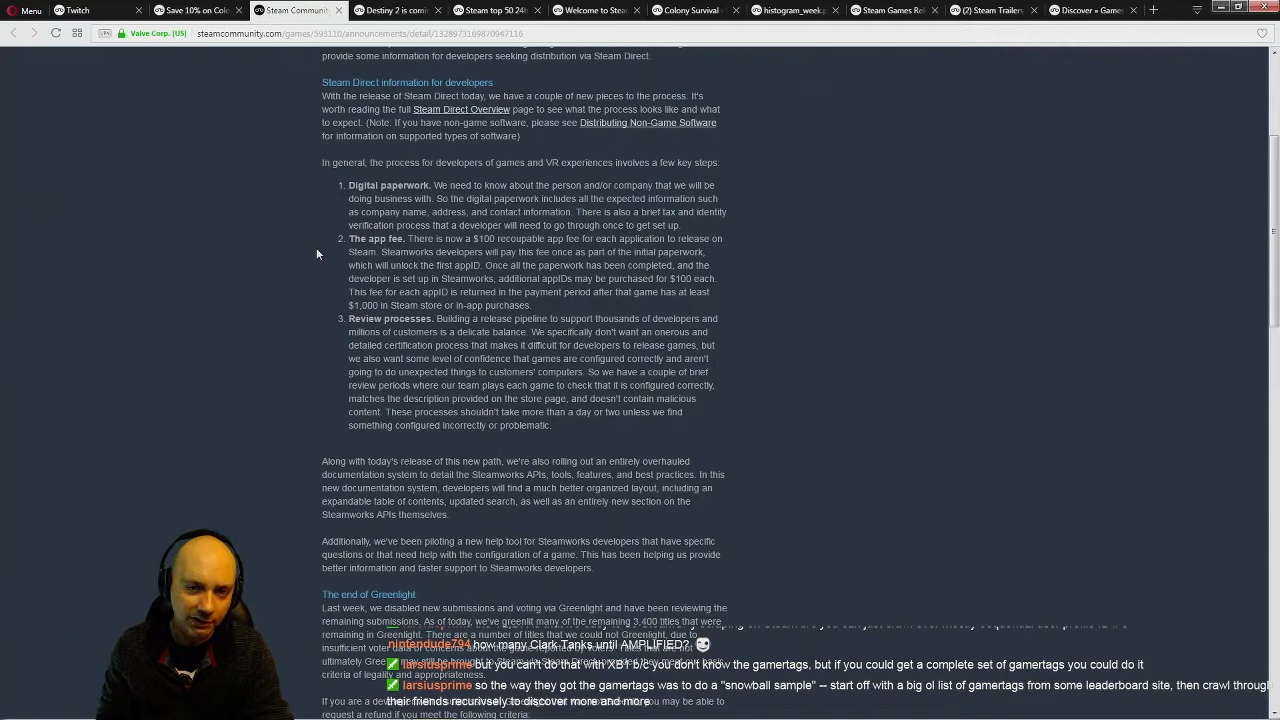 Menu
Twitch
Save 10% on Colo
Steam Communit
Destiny 2 is comin
Steam top 50 24h
Welcome to Steam
Colony Survival -
histogram_week.p
Steam Games Rel
(2) Steam Trailers
Discover » Games
VPN
Valve Corp. [US]
steamcommunity.com/games/593110/announcements/detail/1328973169870947116
provide some information for developers seeking distribution via Steam Direct.
Steam Direct information for developers
With the release of Steam Direct today, we have a couple of new pieces to the process. It's
worth reading the full Steam Direct Overview page to see what the process looks like and what
to expect. (Note: If you have non-game software, please see Distributing Non-Game Software
for information on supported types of software)
In general, the process for developers of games and VR experiences involves a few key steps:
1. Digital paperwork. We need to know about the person and/or company that we will be
doing business with. So the digital paperwork includes all the expected information such
as company name, address, and contact information. There is also a brief tax and identity
verification process that a developer will need to go through once to get set up.
2. The app fee. There is now a $100 recoupable app fee for each application to release on
Steam. Steamworks developers will pay this fee once as part of the initial paperwork,
which will unlock the first appID. Once all the paperwork has been completed, and the
developer is set up in Steamworks, additional appIDs may be purchased for $100 each.
This fee for each appID is returned in the payment period after that game has at least
$1,000 in Steam store or in-app purchases.
3. Review processes. Building a release pipeline to support thousands of developers and
millions of customers is a delicate balance. We specifically don't want an onerous and
detailed certification process that makes it difficult for developers to release games, but
we also want some level of confidence that games are configured correctly and aren't
going to do unexpected things to customers' computers. So we have a couple of brief
review periods where our team plays each game to check that it is configured correctly,
matches the description provided on the store page, and doesn't contain malicious
content. These processes shouldn't take more than a day or two unless we find
something configured incorrectly or problematic.
Along with today's release of this new path, we're also rolling out an entirely overhauled
documentation system to detail the Steamworks APIs, tools, features, and best practices. In this
new documentation system, developers will find a much better organized layout, including an
expandable table of contents, updated search, as well as an entirely new section on the
Steamworks APIs themselves.
Additionally, we've been piloting a new help tool for Steamworks developers that have specific
questions or that need help with the configuration of a game. This has been helping us provide
better information and faster support to Steamworks developers.
The end of Greenlight
Last week, we disabled new submissions and voting via Greenlight and have been reviewing the
remaining submissions. As of today, we've greenlit many of the remaining 3,400 titles that were
remaining in Greenlight. There are a number of titles that we could not Greenlight, due to
nintendude794 how many Clark Tanks until AMPLIFIED?
larsiusprime but you can't do that with Xbox b/c you don't know the gamertags, but if you could get a complete set of gamertags you could do it
criteria of legality and appropriateness.
larsiusprime so the way they got the gamertags was to do a "snowball sample" -- start off with a big ol list of gamertags from some leaderboard site, then crawl through
their friends recursively to discover more and more
request a refund if you meet the following criteria: